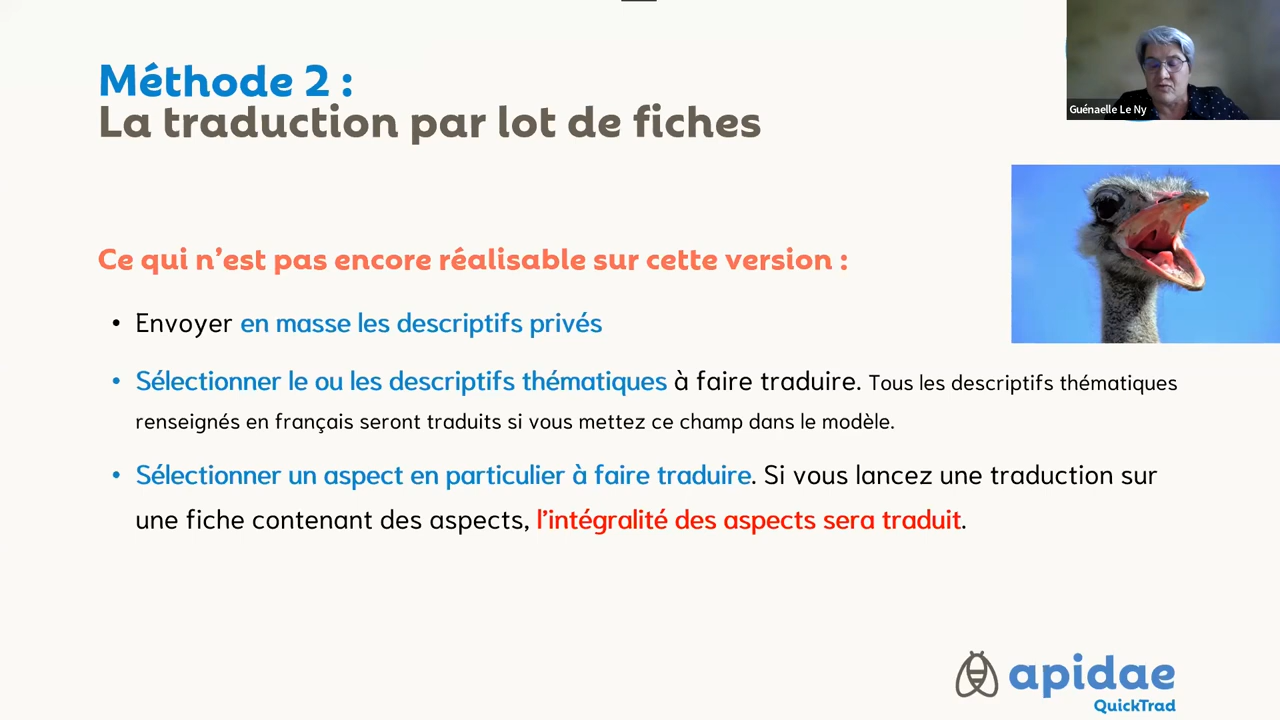 Méthode 2 :
La traduction par lot de fiches
Guénaelle Le Ny
Ce qui n’est pas encore réalisable sur cette version :
• Envoyer en masse les descriptifs privés
• Sélectionner le ou les descriptifs thématiques à faire traduire. Tous les descriptifs thématiques
renseignés en français seront traduits si vous mettez ce champ dans le modèle.
• Sélectionner un aspect en particulier à faire traduire. Si vous lancez une traduction sur
une fiche contenant des aspects, l’intégralité des aspects sera traduit.
apidae
QuickTrad